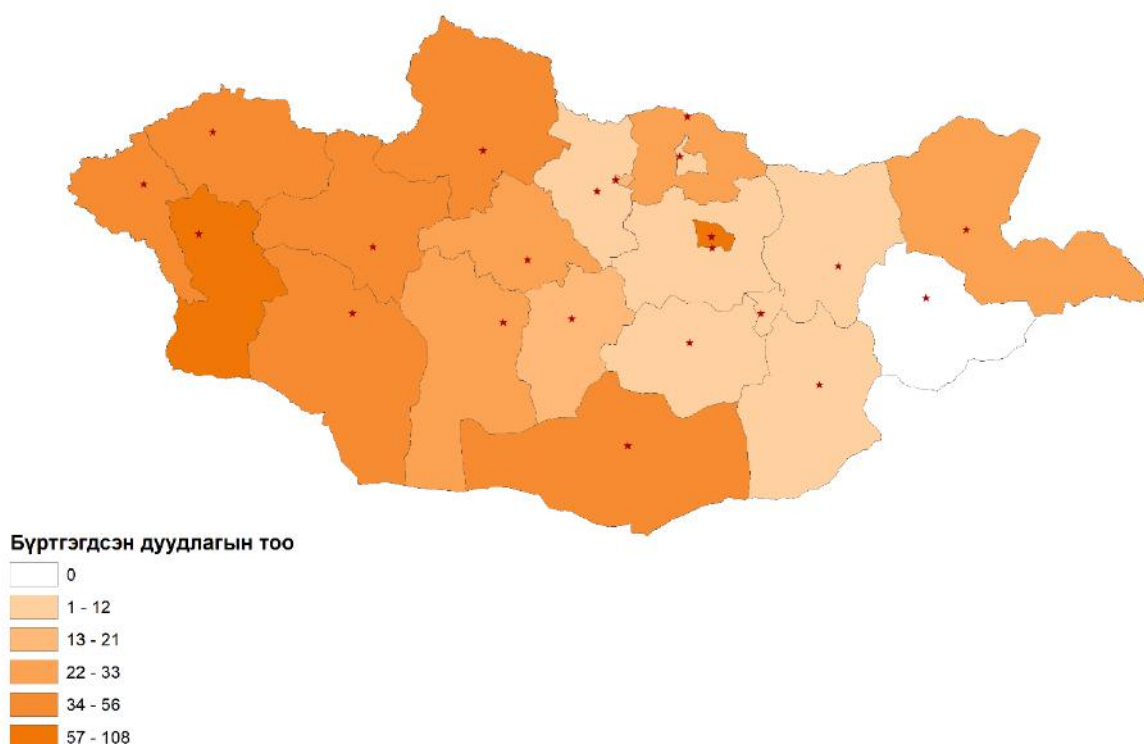 Бүртгэгдсэн дуудлагын тоо
0
1 - 12
13 - 21
22 - 33
34 - 56
57 - 108